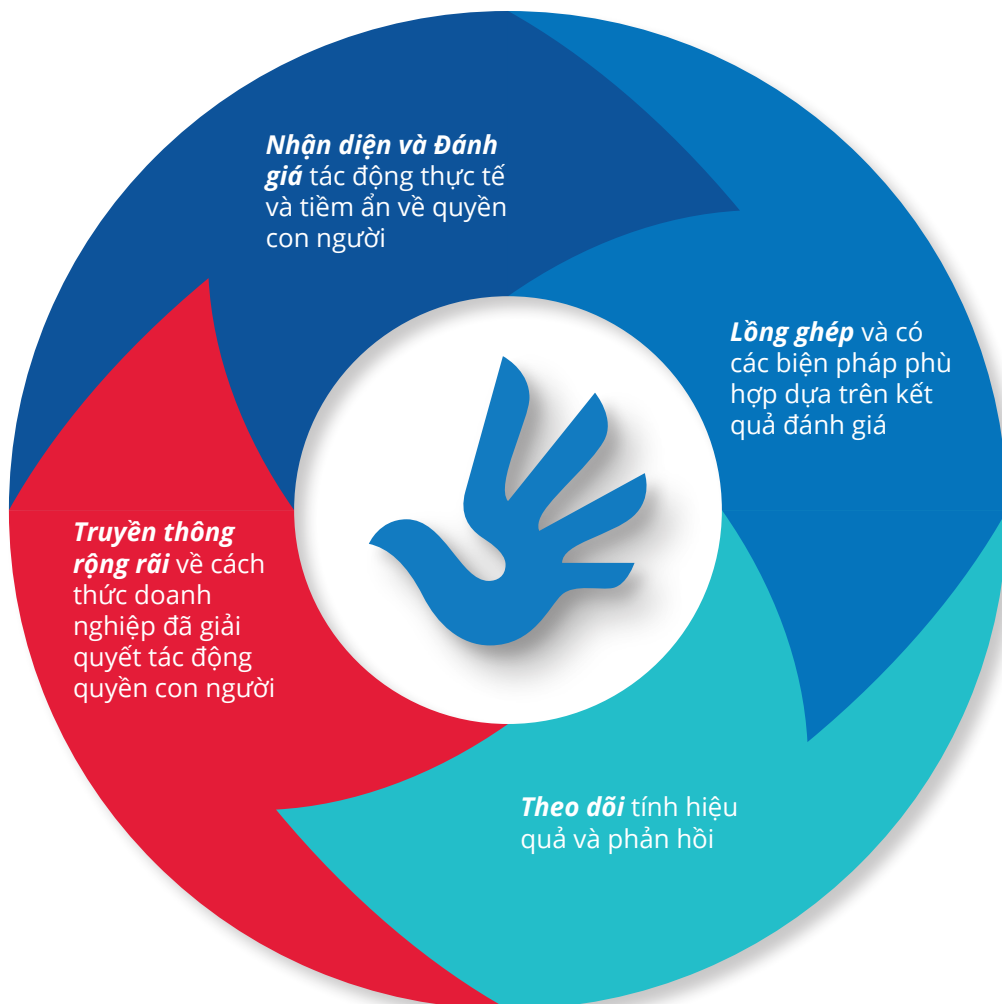 Nhận diện và Đánh
giá tác động thực tế
và tiềm ẩn về quyền
con người
Lồng ghép và có
các biện pháp phù
hợp dựa trên kết
quả đánh giá
Theo dõi tính hiệu
quả và phản hồi
Truyền thông
rộng rãi về cách
thức doanh
nghiệp đã giải
quyết tác động
quyền con người